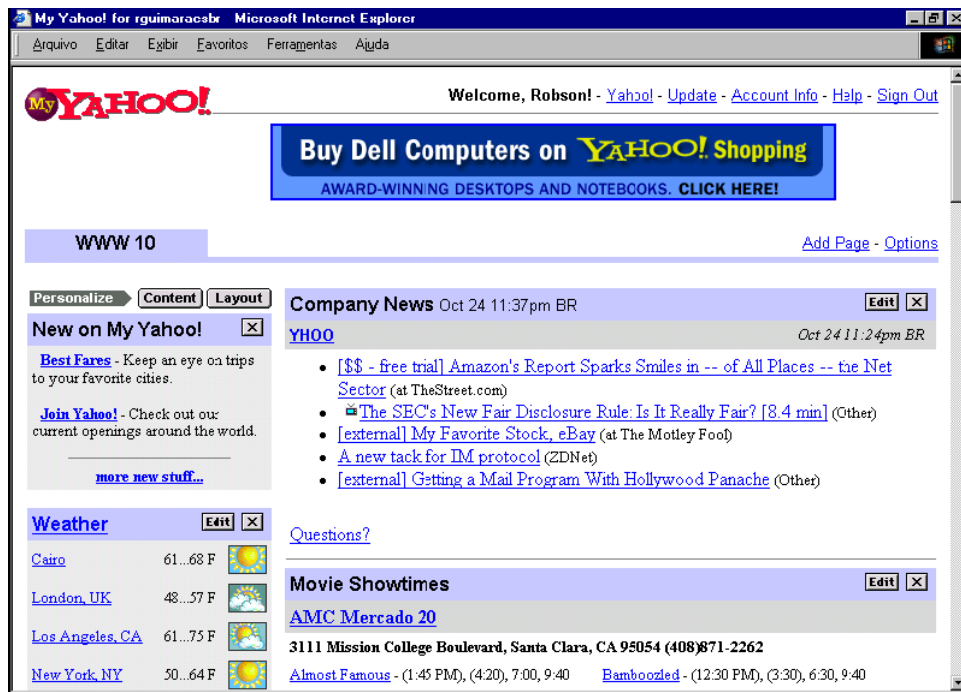 My Yahoo! for rguimaraesbr Microsoft Internet Explorer
Arquivo Editar Exibir Favoritos Ferramentas Ajuda
My YAHOO!
Welcome, Robson! - Yahoo! - Update - Account Info - Help - Sign Out
Buy Dell Computers on YAHOO! Shopping
AWARD-WINNING DESKTOPS AND NOTEBOOKS. CLICK HERE!
WWW 10
Add Page - Options
Personalize Content Layout
New on My Yahoo!
Best Fares - Keep an eye on trips
to your favorite cities.
Join Yahoo! - Check out our
current openings around the world.
more new stuff...
Weather Edit
Cairo 61...68 F
London, UK 48...57 F
Los Angeles, CA 61...75 F
New York, NY 50...64 F
Company News Oct 24 11:37pm BR Edit
YHOO Oct 24 11:24pm BR
[$$ - free trial] Amazon's Report Sparks Smiles in -- of All Places -- the Net
Sector (at TheStreet.com)
The SEC's New Fair Disclosure Rule: Is It Really Fair? [8.4 min] (Other)
[external] My Favorite Stock, eBay (at The Motley Fool)
A new tack for IM protocol (ZDNet)
[external] Getting a Mail Program With Hollywood Panache (Other)
Questions?
Movie Showtimes Edit
AMC Mercado 20
3111 Mission College Boulevard, Santa Clara, CA 95054 (408)871-2262
Almost Famous - (1:45 PM), (4:20), 7:00, 9:40 Bamboozled - (12:30 PM), (3:30), 6:30, 9:40